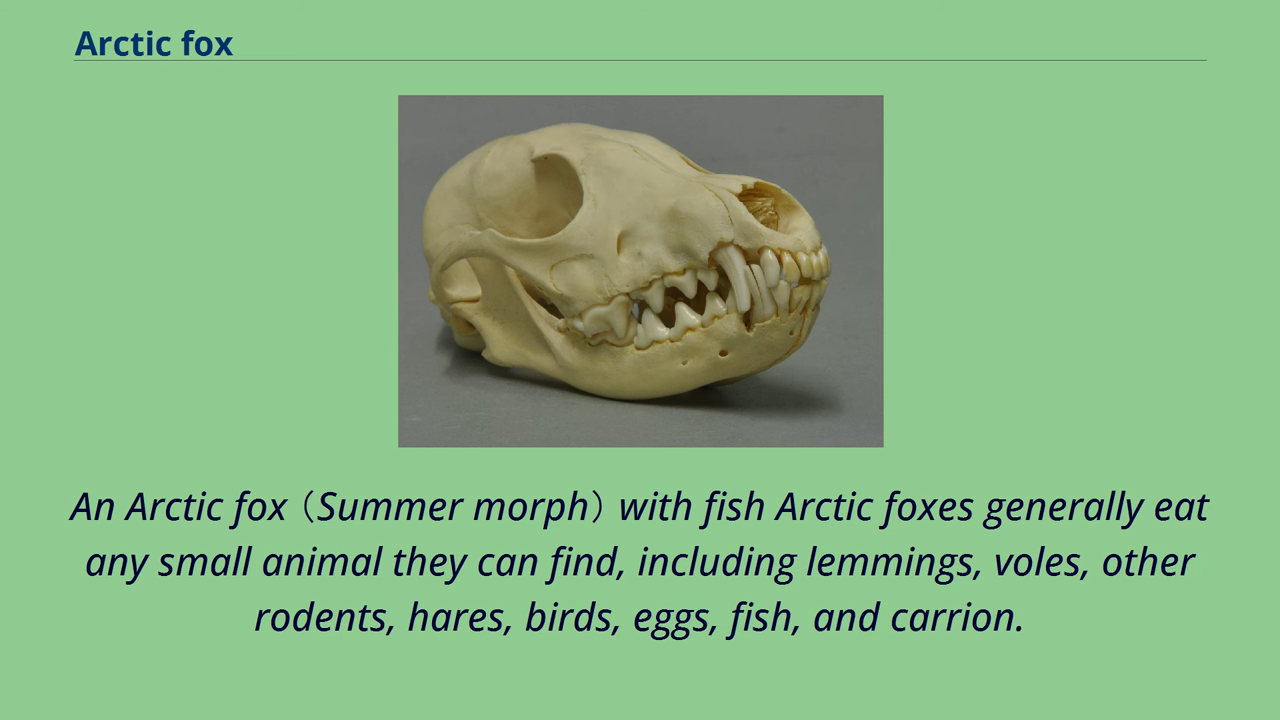 Arctic fox
An Arctic fox（Summer morph）with fish Arctic foxes generally eat
any small animal they can find, including lemmings, voles, other
rodents, hares, birds, eggs, fish, and carrion.